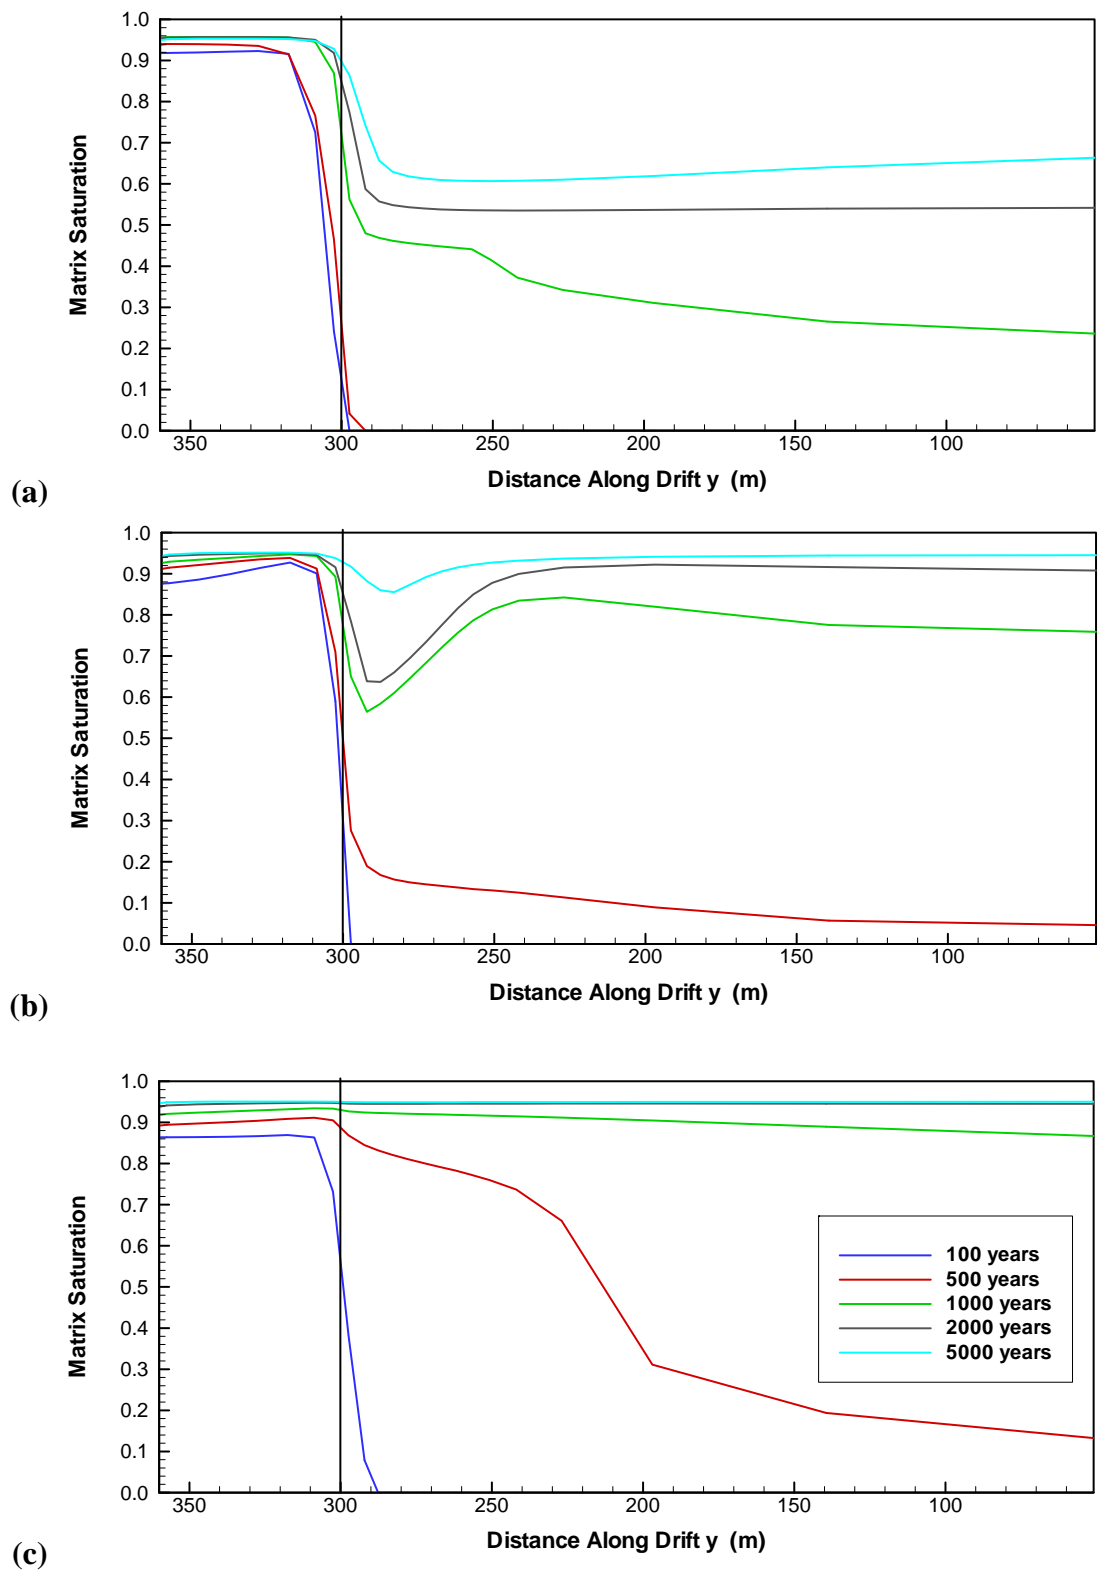 1.0
0.9
0.8
0.7
0.6
0.5
0.4
0.3
0.2
0.1
0.0
Matrix Saturation
350 300 250 200 150 100
Distance Along Drift y (m)
(a)
1.0
0.9
0.8
0.7
0.6
0.5
0.4
0.3
0.2
0.1
0.0
Matrix Saturation
350 300 250 200 150 100
Distance Along Drift y (m)
(b)
1.0
0.9
0.8
0.7
0.6
0.5
0.4
0.3
0.2
0.1
0.0
Matrix Saturation
100 years
500 years
1000 years
2000 years
5000 years
350 300 250 200 150 100
Distance Along Drift y (m)
(c)